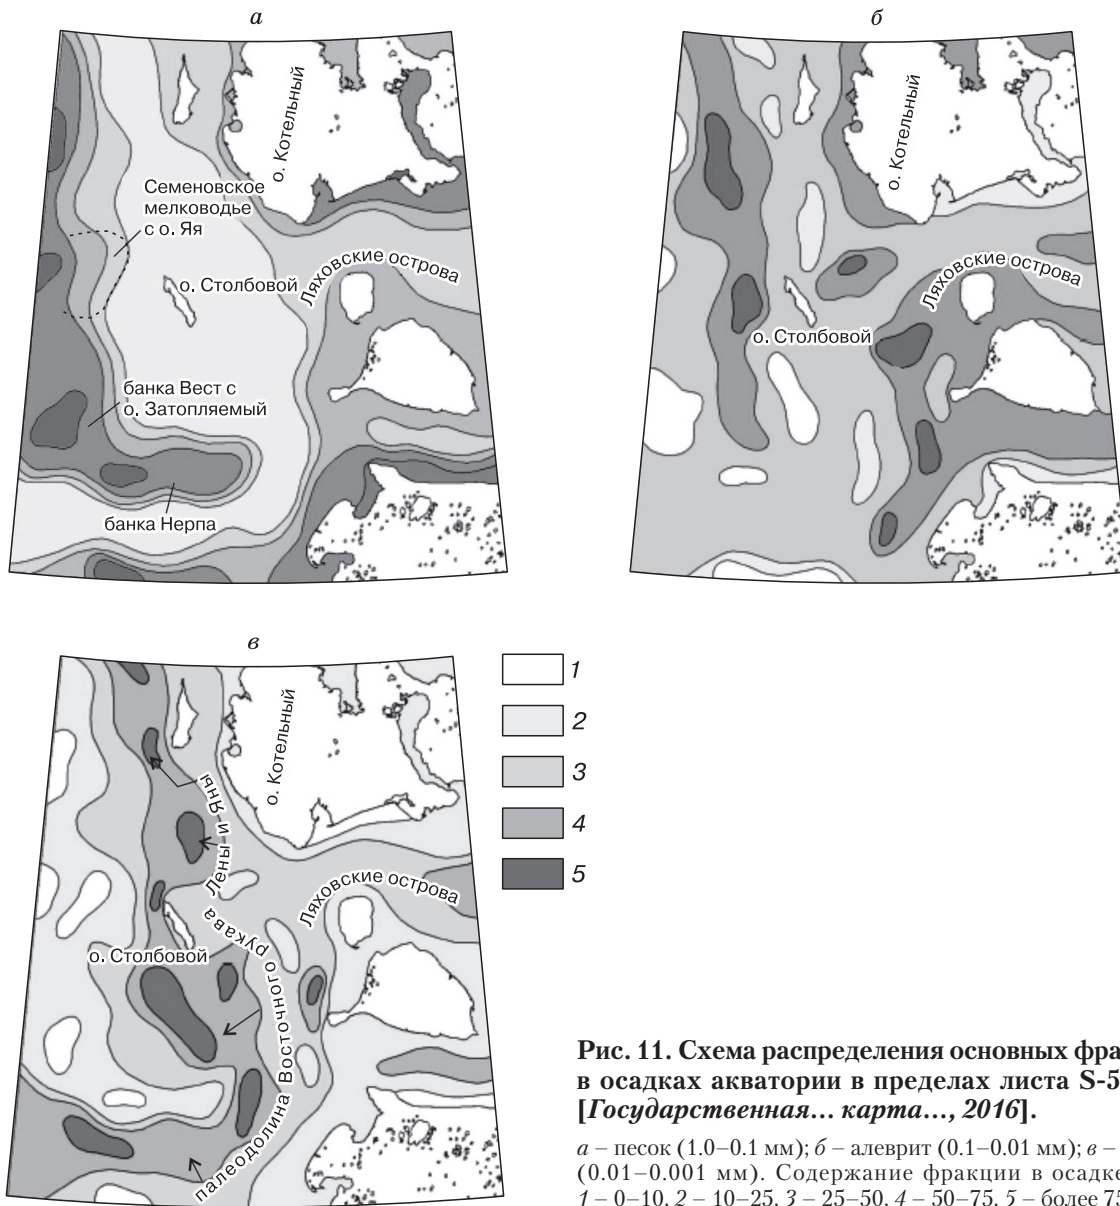 а
о. Котельный
Семеновское
мелководье
с о. Яя
о. Столбовой
Ляховские острова
банка Вест с
о. Затопляемый
банка Нерпа
б
о. Котельный
Ляховские острова
о. Столбовой
в
о. Котельный
Лены и Яны
Ляховские острова
о. Столбовой
палеодолина Восточного рукава
1
2
3
4
5
Рис. 11. Схема распределения основных фра
в осадках акватории в пределах листа S-5
[Государственная... карта..., 2016].
а – песок (1.0–0.1 мм); б – алеврит (0.1–0.01 мм); в –
(0.01–0.001 мм). Содержание фракции в осадке
1 – 0–10, 2 – 10–25, 3 – 25–50, 4 – 50–75, 5 – более 75